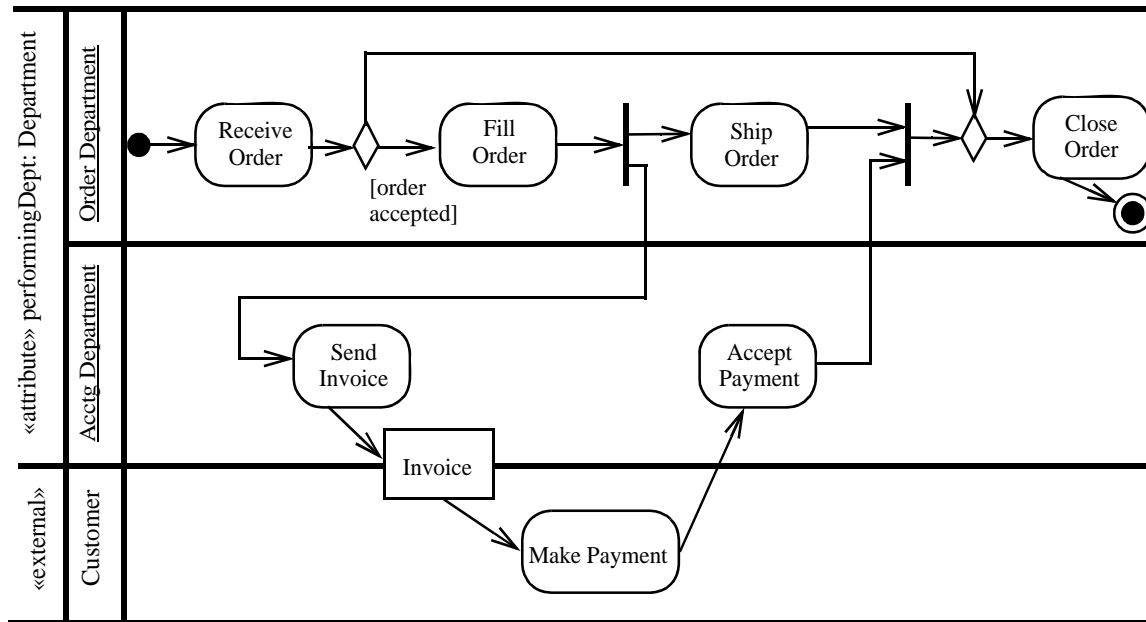 «attribute» performingDept: Department
Order Department
Receive
Order
[order
accepted]
Fill
Order
Ship
Order
Close
Order
Acctg Department
Send
Invoice
Accept
Payment
Invoice
«external»
Customer
Make Payment